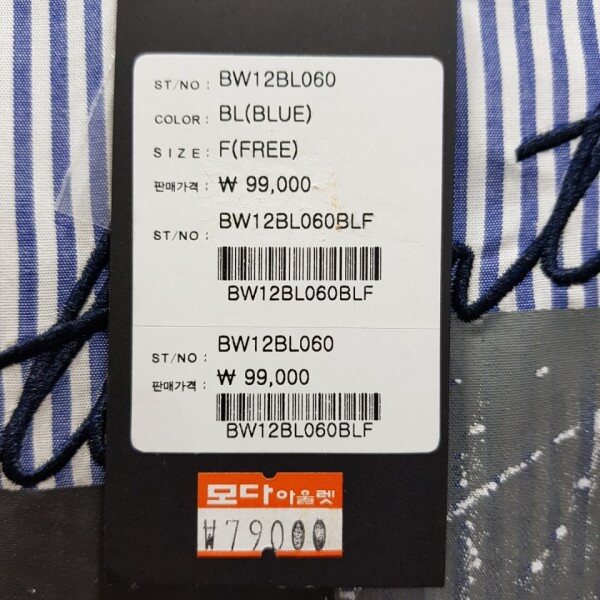 ST/NO : BW12BL060
COLOR: BL(BLUE)
SIZE: F(FREE)
판매가격: ₩ 99,000
ST/NO : BW12BL060BLF
BW12BL060BLF
ST/NO : BW12BL060
판매가격: ₩ 99,000
BW12BL060BLF
모다아울렛
₩79000